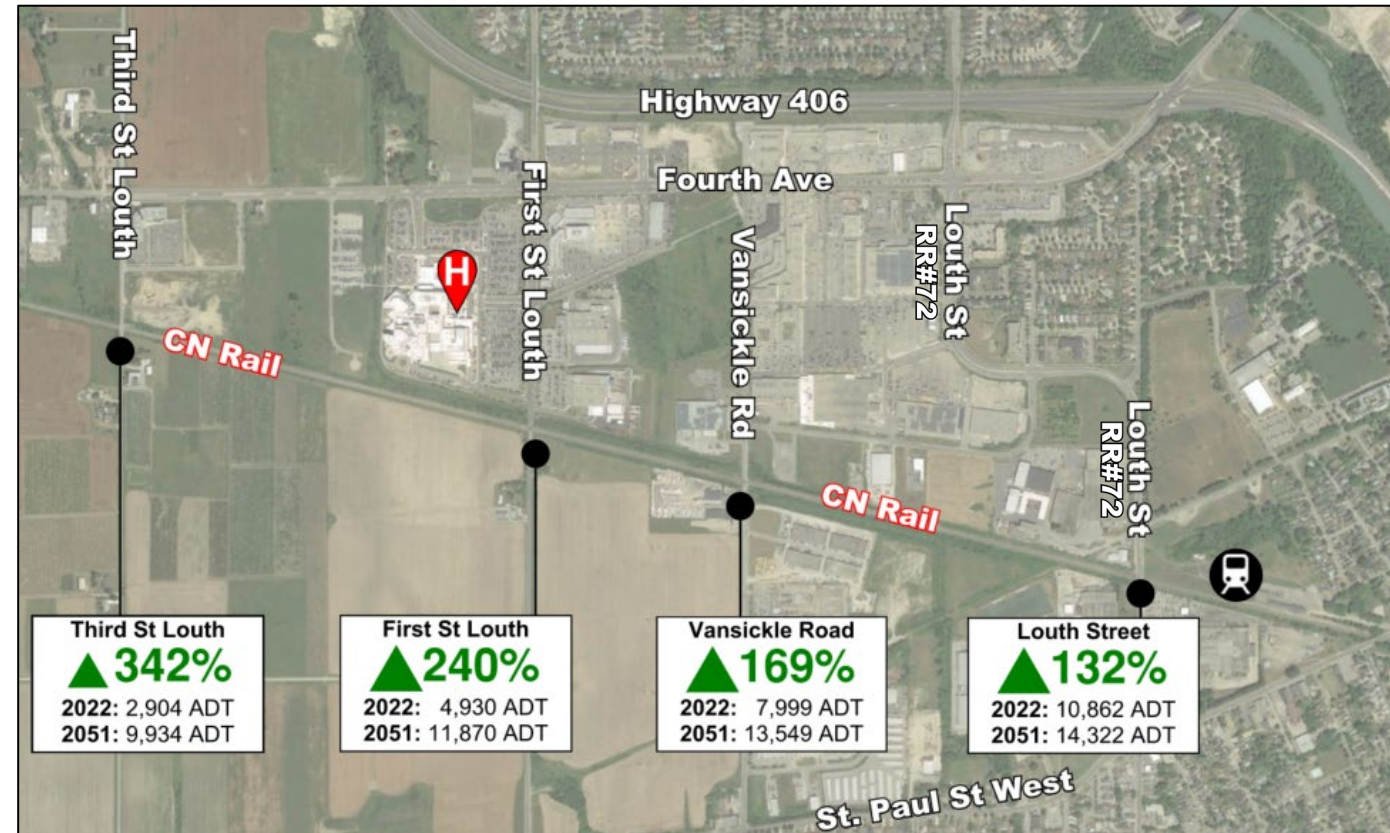 Third St Louth
Highway 406
Fourth Ave
First St Louth
Vansickle Rd
Louth St
RR#72
H
CN Rail
Louth St
RR#72
CN Rail
Third St Louth
342%
2022: 2,904 ADT
2051: 9,934 ADT
First St Louth
240%
2022: 4,930 ADT
2051: 11,870 ADT
Vansickle Road
169%
2022: 7,999 ADT
2051: 13,549 ADT
Louth Street
132%
2022: 10,862 ADT
2051: 14,322 ADT
St. Paul St West